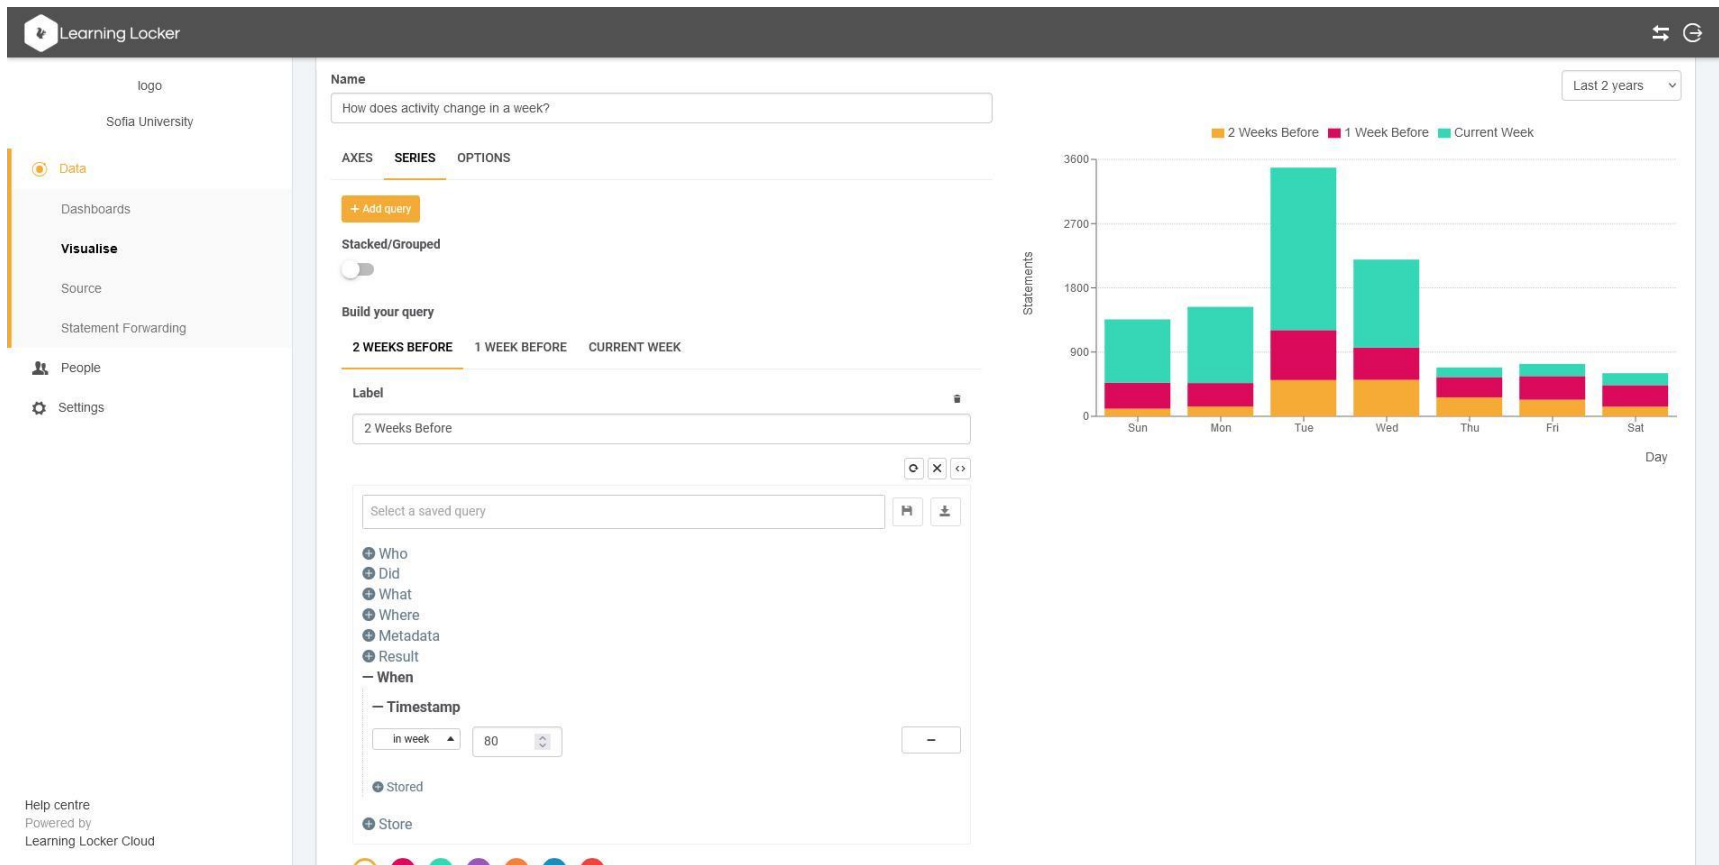 Learning Locker
logo
Sofia University
Data
Dashboards
Visualise
Source
Statement Forwarding
People
Settings
Help centre
Powered by
Learning Locker Cloud
Name
How does activity change in a week?
AXES SERIES OPTIONS
+ Add query
Stacked/Grouped
Build your query
2 WEEKS BEFORE 1 WEEK BEFORE CURRENT WEEK
Label
2 Weeks Before
Select a saved query
Who
Did
What
Where
Metadata
Result
When
Timestamp
in week 80
Stored
Store
Last 2 years
2 Weeks Before 1 Week Before Current Week
3600
2700
1800
900
0
Statements
Sun Mon Tue Wed Thu Fri Sat
Day